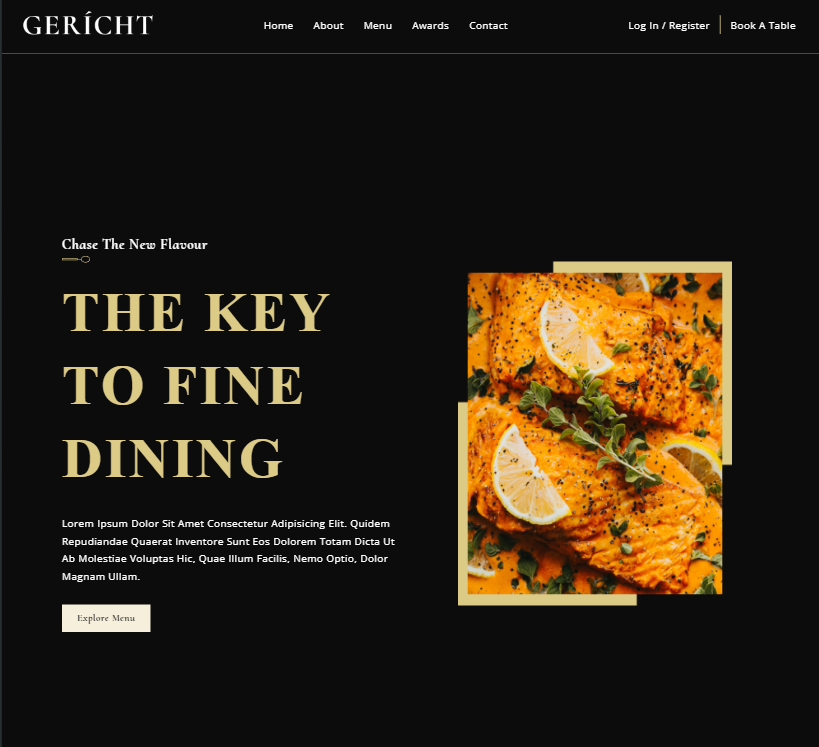 GERÍCHT
Home About Menu Awards Contact
Log In / Register Book A Table
Chase The New Flavour
THE KEY
TO FINE
DINING
Lorem Ipsum Dolor Sit Amet Consectetur Adipisicing Elit. Quidem
Repudiandae Quaerat Inventore Sunt Eos Dolorem Totam Dicta Ut
Ab Molestiae Voluptas Hic, Quae Illum Facilis, Nemo Optio, Dolor
Magnam Ullam.
Explore Menu